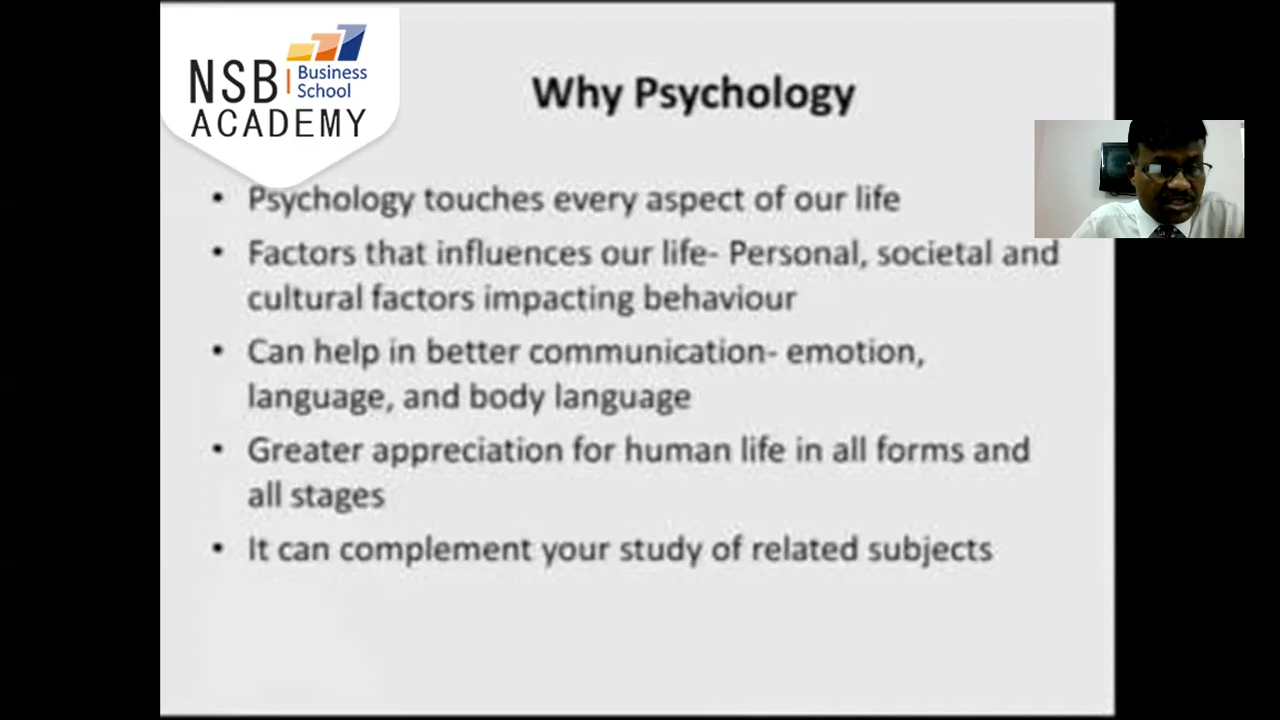 NSB Business
School
ACADEMY
Why Psychology
• Psychology touches every aspect of our life
• Factors that influences our life- Personal, societal and
cultural factors impacting behaviour
• Can help in better communication- emotion,
language, and body language
• Greater appreciation for human life in all forms and
all stages
• It can complement your study of related subjects